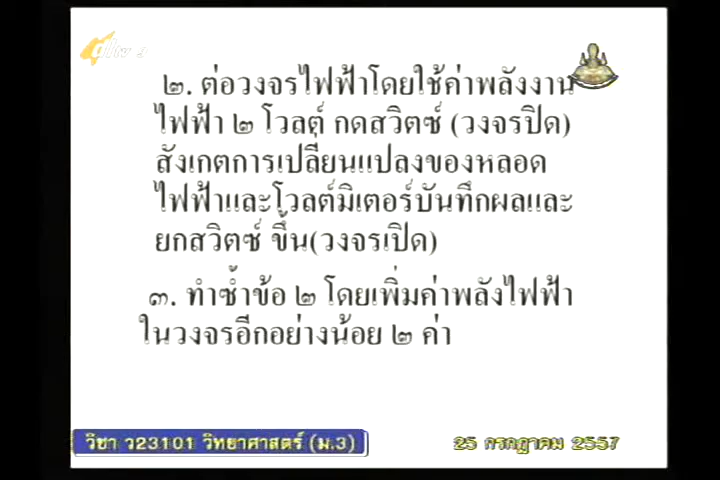 ๒. ต่อวงจรไฟฟ้าโดยใช้ค่าพลังงาน
ไฟฟ้า ๒ โวลต์ กดสวิตซ์ (วงจรปิด)
สังเกตการเปลี่ยนแปลงของหลอด
ไฟฟ้าและโวลต์มิเตอร์บันทึกผลและ
ยกสวิตซ์ ขึ้น(วงจรเปิด)
๓. ทำซ้ำข้อ ๒ โดยเพิ่มค่าพลังไฟฟ้า
ในวงจรอีกอย่างน้อย ๒ ค่า
วิชา ว23101 วิทยาศาสตร์ (ม.3)
25 กรกฎาคม 2557